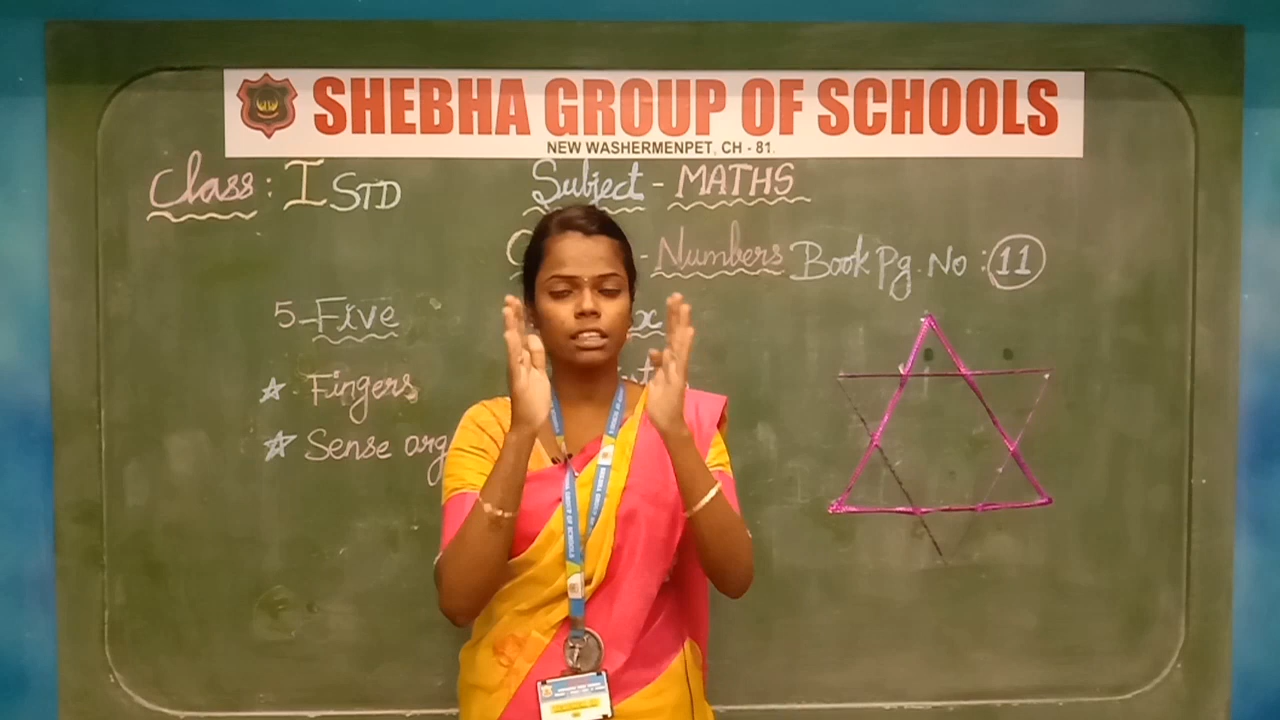 SHEBHA GROUP OF SCHOOLS
NEW WASHERMENPET, CH - 81.
Class : I STD
Subject - MATHS
- Numbers
Book Pg. No : 11
5-Five
☆ Fingers
☆ Sense